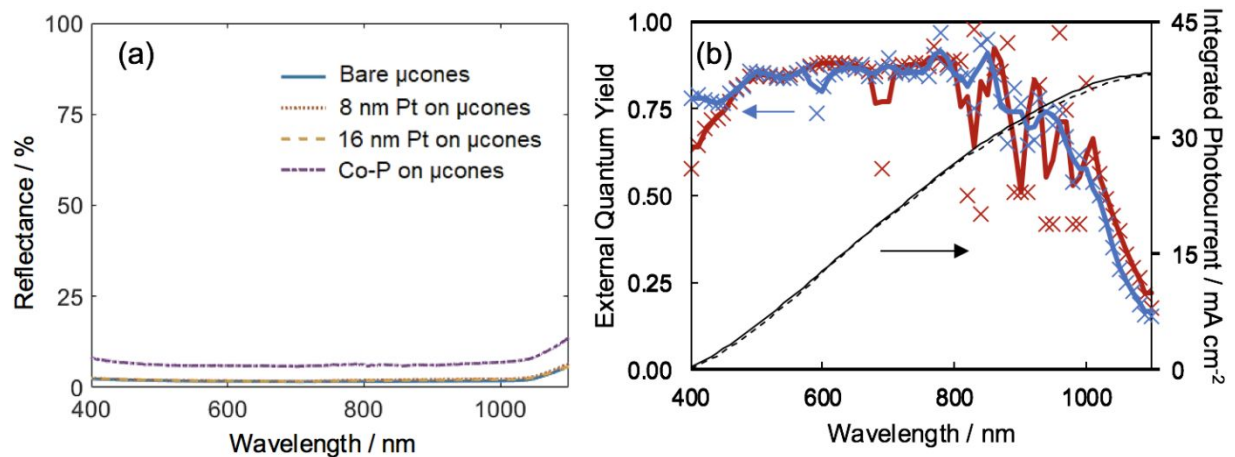 100
75
50
25
0
Reflectance / %
(a)
Bare μcones
8 nm Pt on μcones
16 nm Pt on μcones
Co-P on μcones
400
600
800
1000
Wavelength / nm
1.00
0.75
0.50
0.25
0.00
External Quantum Yield
(b)
45
30
15
0
Integrated Photocurrent / mA cm⁻²
400
600
800
1000
Wavelength / nm